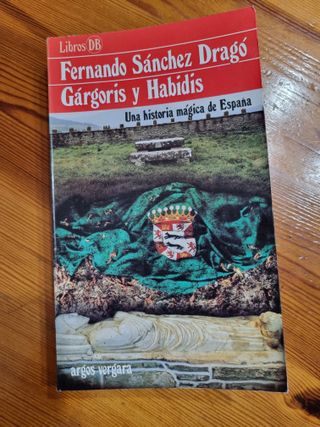 Libros DB
Fernando Sánchez Dragó
Gárgoris y Habidis
Una historia mágica de España
argos vergara